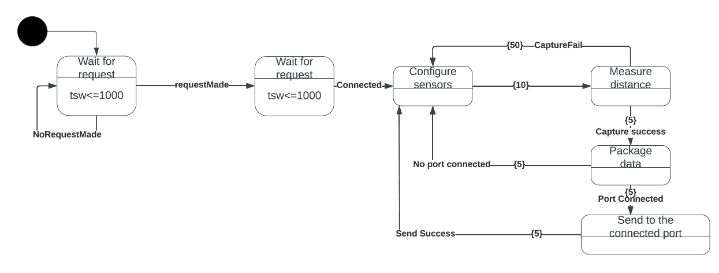 {50} CaptureFail
Wait for
request
tsw<=1000
Wait for
request
tsw<=1000
Configure
sensors
Measure
distance
requestMade
Connected
{10}
NoRequestMade
{5}
Capture success
Package
data
No port connected
{5}
{5}
Port Connected
Send to the
connected port
Send Success
{5}